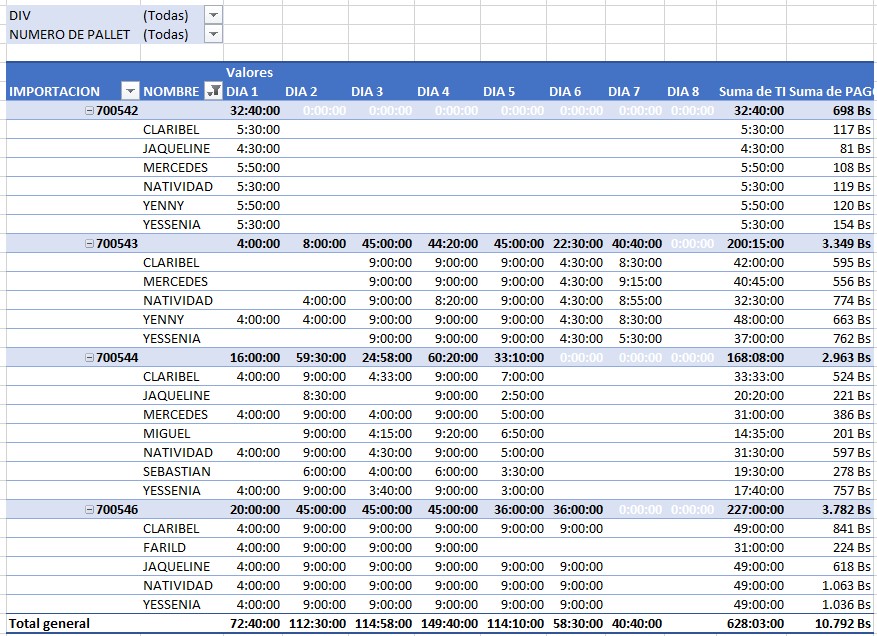 DIV (Todas)
NUMERO DE PALLET (Todas)
Valores
IMPORTACION NOMBRE DIA 1 DIA 2 DIA 3 DIA 4 DIA 5 DIA 6 DIA 7 DIA 8 Suma de TI Suma de PAGO
700542 32:40:00 0:00:00 0:00:00 0:00:00 0:00:00 0:00:00 0:00:00 0:00:00 32:40:00 698 Bs
CLARIBEL 5:30:00 5:30:00 117 Bs
JAQUELINE 4:30:00 4:30:00 81 Bs
MERCEDES 5:50:00 5:50:00 108 Bs
NATIVIDAD 5:30:00 5:30:00 119 Bs
YENNY 5:50:00 5:50:00 120 Bs
YESSENIA 5:30:00 5:30:00 154 Bs
700543 4:00:00 8:00:00 45:00:00 44:20:00 45:00:00 22:30:00 40:40:00 0:00:00 200:15:00 3.349 Bs
CLARIBEL 9:00:00 9:00:00 9:00:00 4:30:00 8:30:00 42:00:00 595 Bs
MERCEDES 9:00:00 9:00:00 9:00:00 4:30:00 9:15:00 40:45:00 556 Bs
NATIVIDAD 4:00:00 9:00:00 8:20:00 9:00:00 4:30:00 8:55:00 32:30:00 774 Bs
YENNY 4:00:00 4:00:00 9:00:00 9:00:00 9:00:00 4:30:00 8:30:00 48:00:00 663 Bs
YESSENIA 9:00:00 9:00:00 9:00:00 4:30:00 5:30:00 37:00:00 762 Bs
700544 16:00:00 59:30:00 24:58:00 60:20:00 33:10:00 0:00:00 0:00:00 0:00:00 168:08:00 2.963 Bs
CLARIBEL 4:00:00 9:00:00 4:33:00 9:00:00 7:00:00 33:33:00 524 Bs
JAQUELINE 8:30:00 9:00:00 2:50:00 20:20:00 221 Bs
MERCEDES 4:00:00 9:00:00 4:00:00 9:00:00 5:00:00 31:00:00 386 Bs
MIGUEL 9:00:00 4:15:00 9:20:00 6:50:00 14:35:00 201 Bs
NATIVIDAD 4:00:00 9:00:00 4:30:00 9:00:00 5:00:00 31:30:00 597 Bs
SEBASTIAN 6:00:00 4:00:00 6:00:00 3:30:00 19:30:00 278 Bs
YESSENIA 4:00:00 9:00:00 3:40:00 9:00:00 3:00:00 17:40:00 757 Bs
700546 20:00:00 45:00:00 45:00:00 45:00:00 36:00:00 36:00:00 0:00:00 0:00:00 227:00:00 3.782 Bs
CLARIBEL 4:00:00 9:00:00 9:00:00 9:00:00 9:00:00 9:00:00 49:00:00 841 Bs
FARILD 4:00:00 9:00:00 9:00:00 9:00:00 31:00:00 224 Bs
JAQUELINE 4:00:00 9:00:00 9:00:00 9:00:00 9:00:00 9:00:00 49:00:00 618 Bs
NATIVIDAD 4:00:00 9:00:00 9:00:00 9:00:00 9:00:00 9:00:00 49:00:00 1.063 Bs
YESSENIA 4:00:00 9:00:00 9:00:00 9:00:00 9:00:00 9:00:00 49:00:00 1.036 Bs
Total general 72:40:00 112:30:00 114:58:00 149:40:00 114:10:00 58:30:00 40:40:00 628:03:00 10.792 Bs